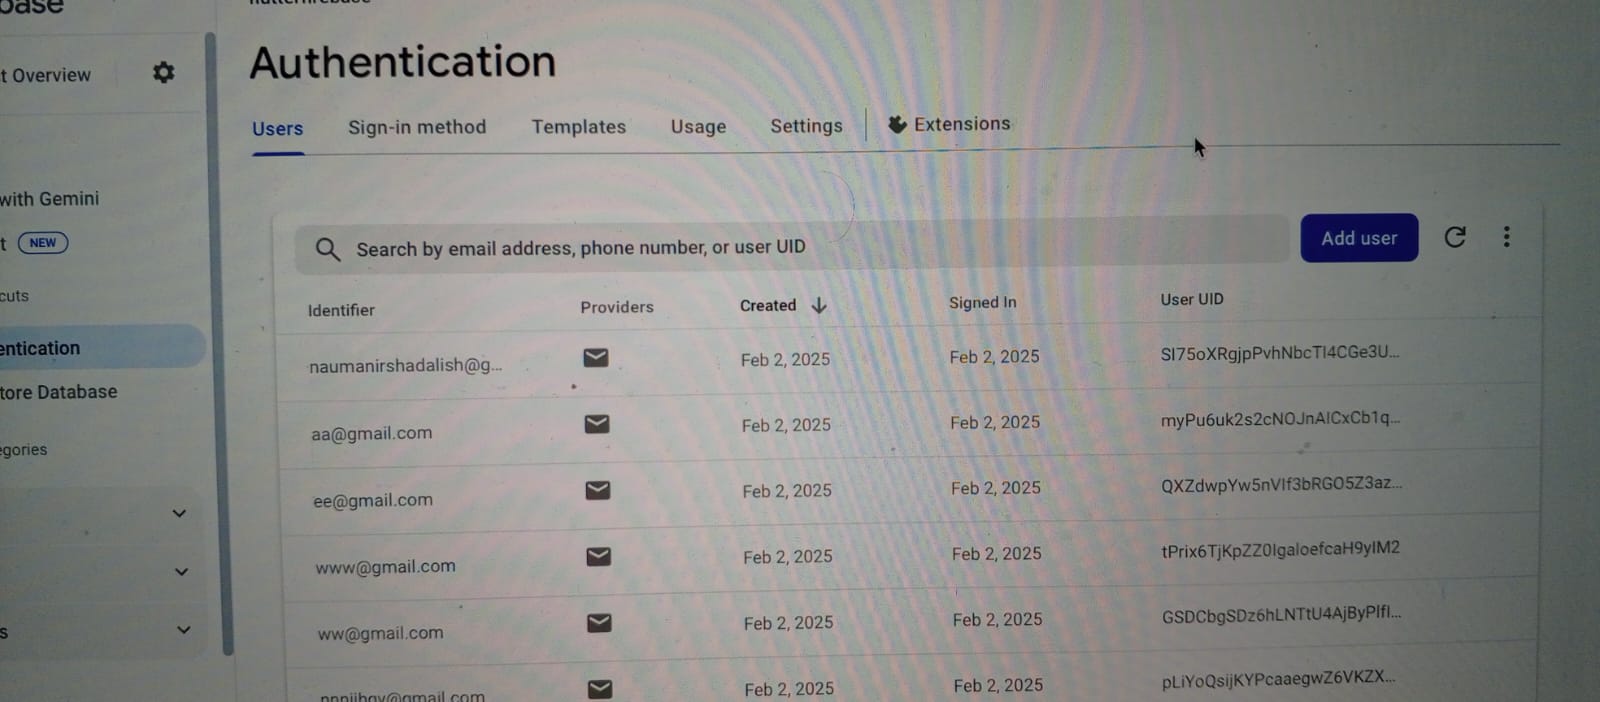 Authentication
t Overview
Users Sign-in method Templates Usage Settings Extensions
with Gemini
t NEW
Search by email address, phone number, or user UID Add user
cuts
Identifier Providers Created Signed In User UID
entication
naumanirshadalish@g... Feb 2, 2025 Feb 2, 2025
tore Database
aa@gmail.com Feb 2, 2025 Feb 2, 2025 myPu6uk2s2cNOJnAICxCb1q...
egories
ee@gmail.com Feb 2, 2025 Feb 2, 2025 QXZdwpYw5nVIf3bRGO5Z3az...
www@gmail.com Feb 2, 2025 Feb 2, 2025 tPrix6TjKpZZ0IgaloefcaH9yIM2
s
ww@gmail.com Feb 2, 2025 Feb 2, 2025 GSDCbgSDz6hLNTtU4AjByPIfI...
Feb 2, 2025 Feb 2, 2025 pLiYoQsijKYPcaaegwZ6VKZX...